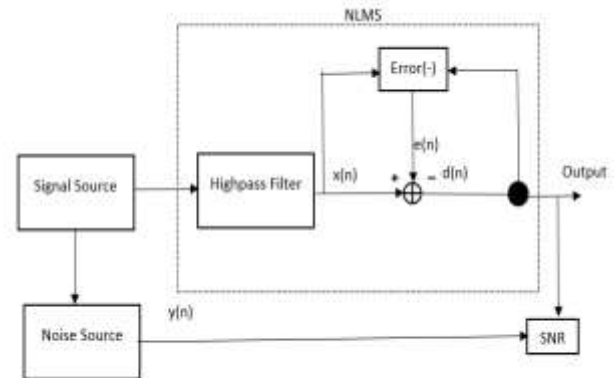 NLMS
Error(-)
e(n)
Signal Source
Highpass Filter
x(n)
+
−
d(n)
Output
Noise Source
y(n)
SNR